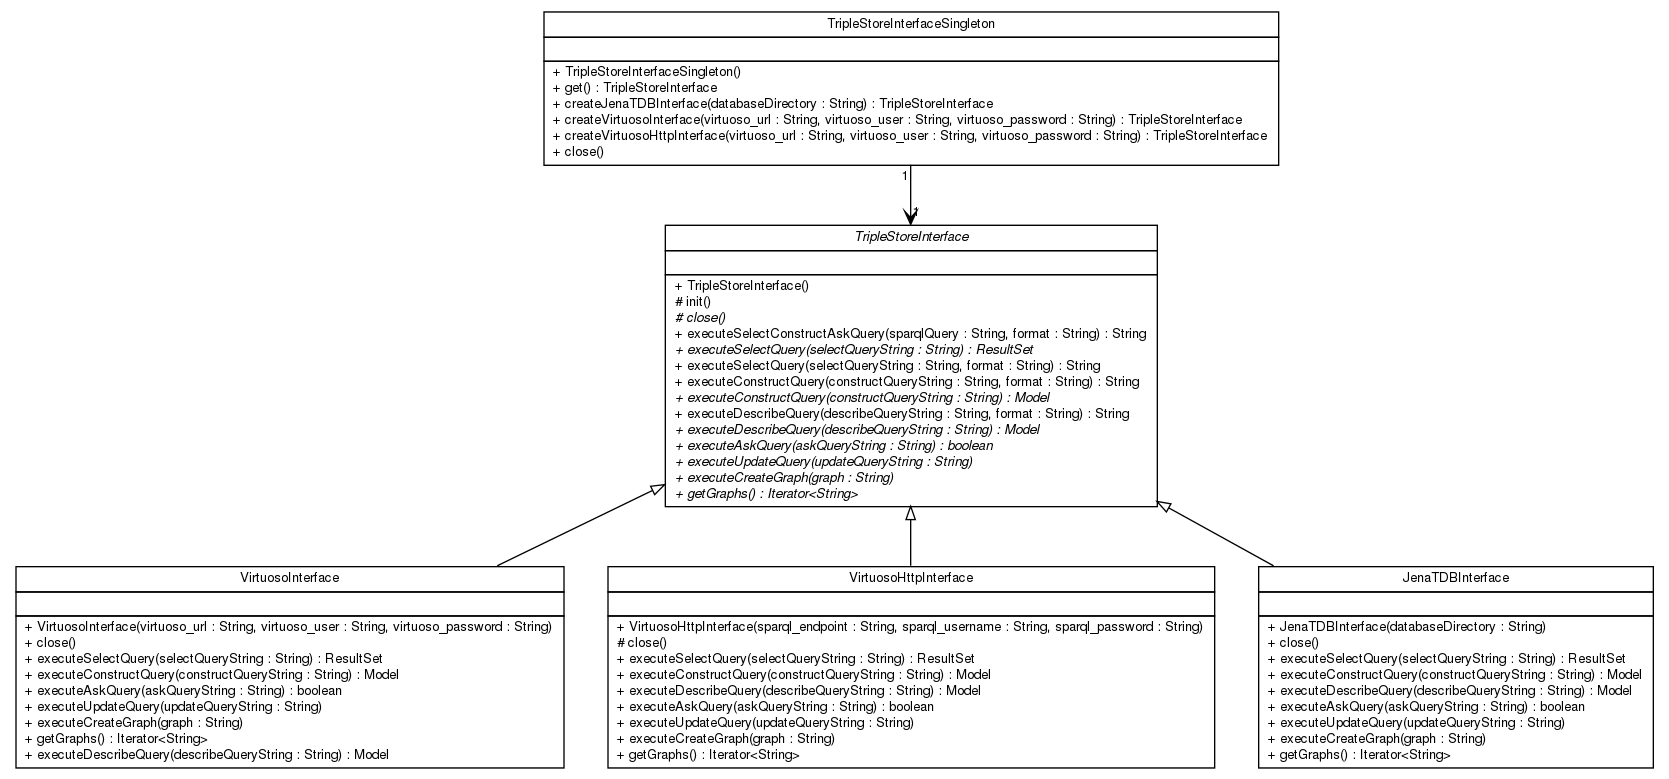 TripleStoreInterfaceSingleton
+ TripleStoreInterfaceSingleton()
+ get() : TripleStoreInterface
+ createJenaTDBInterface(databaseDirectory : String) : TripleStoreInterface
+ createVirtuosoInterface(virtuoso_url : String, virtuoso_user : String, virtuoso_password : String) : TripleStoreInterface
+ createVirtuosoHttpInterface(virtuoso_url : String, virtuoso_user : String, virtuoso_password : String) : TripleStoreInterface
+ close()
1
1
TripleStoreInterface
+ TripleStoreInterface()
# init()
# close()
+ executeSelectConstructAskQuery(sparqlQuery : String, format : String) : String
+ executeSelectQuery(selectQueryString : String) : ResultSet
+ executeSelectQuery(selectQueryString : String, format : String) : String
+ executeConstructQuery(constructQueryString : String, format : String) : String
+ executeConstructQuery(constructQueryString : String) : Model
+ executeDescribeQuery(describeQueryString : String, format : String) : String
+ executeDescribeQuery(describeQueryString : String) : Model
+ executeAskQuery(askQueryString : String) : boolean
+ executeUpdateQuery(updateQueryString : String)
+ executeCreateGraph(graph : String)
+ getGraphs() : Iterator<String>
VirtuosoInterface
+ VirtuosoInterface(virtuoso_url : String, virtuoso_user : String, virtuoso_password : String)
+ close()
+ executeSelectQuery(selectQueryString : String) : ResultSet
+ executeConstructQuery(constructQueryString : String) : Model
+ executeAskQuery(askQueryString : String) : boolean
+ executeUpdateQuery(updateQueryString : String)
+ executeCreateGraph(graph : String)
+ getGraphs() : Iterator<String>
+ executeDescribeQuery(describeQueryString : String) : Model
VirtuosoHttpInterface
+ VirtuosoHttpInterface(sparql_endpoint : String, sparql_username : String, sparql_password : String)
# close()
+ executeSelectQuery(selectQueryString : String) : ResultSet
+ executeConstructQuery(constructQueryString : String) : Model
+ executeDescribeQuery(describeQueryString : String) : Model
+ executeAskQuery(askQueryString : String) : boolean
+ executeUpdateQuery(updateQueryString : String)
+ executeCreateGraph(graph : String)
+ getGraphs() : Iterator<String>
JenaTDBInterface
+ JenaTDBInterface(databaseDirectory : String)
+ close()
+ executeSelectQuery(selectQueryString : String) : ResultSet
+ executeConstructQuery(constructQueryString : String) : Model
+ executeDescribeQuery(describeQueryString : String) : Model
+ executeAskQuery(askQueryString : String) : boolean
+ executeUpdateQuery(updateQueryString : String)
+ executeCreateGraph(graph : String)
+ getGraphs() : Iterator<String>